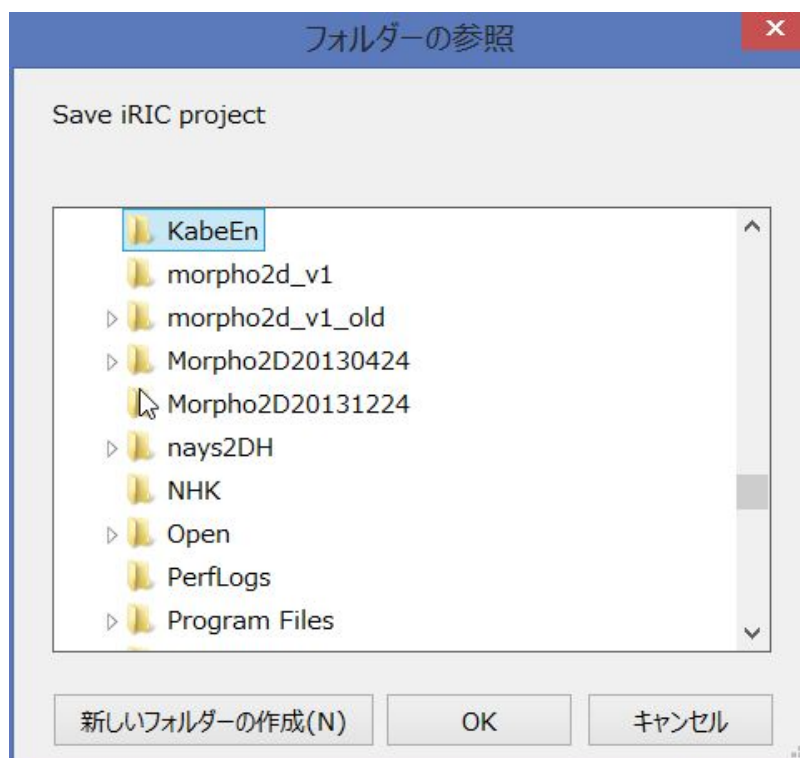 フォルダーの参照
Save iRIC project
KabeEn
morpho2d_v1
morpho2d_v1_old
Morpho2D20130424
Morpho2D20131224
nays2DH
NHK
Open
PerfLogs
Program Files
新しいフォルダーの作成(N) OK キャンセル